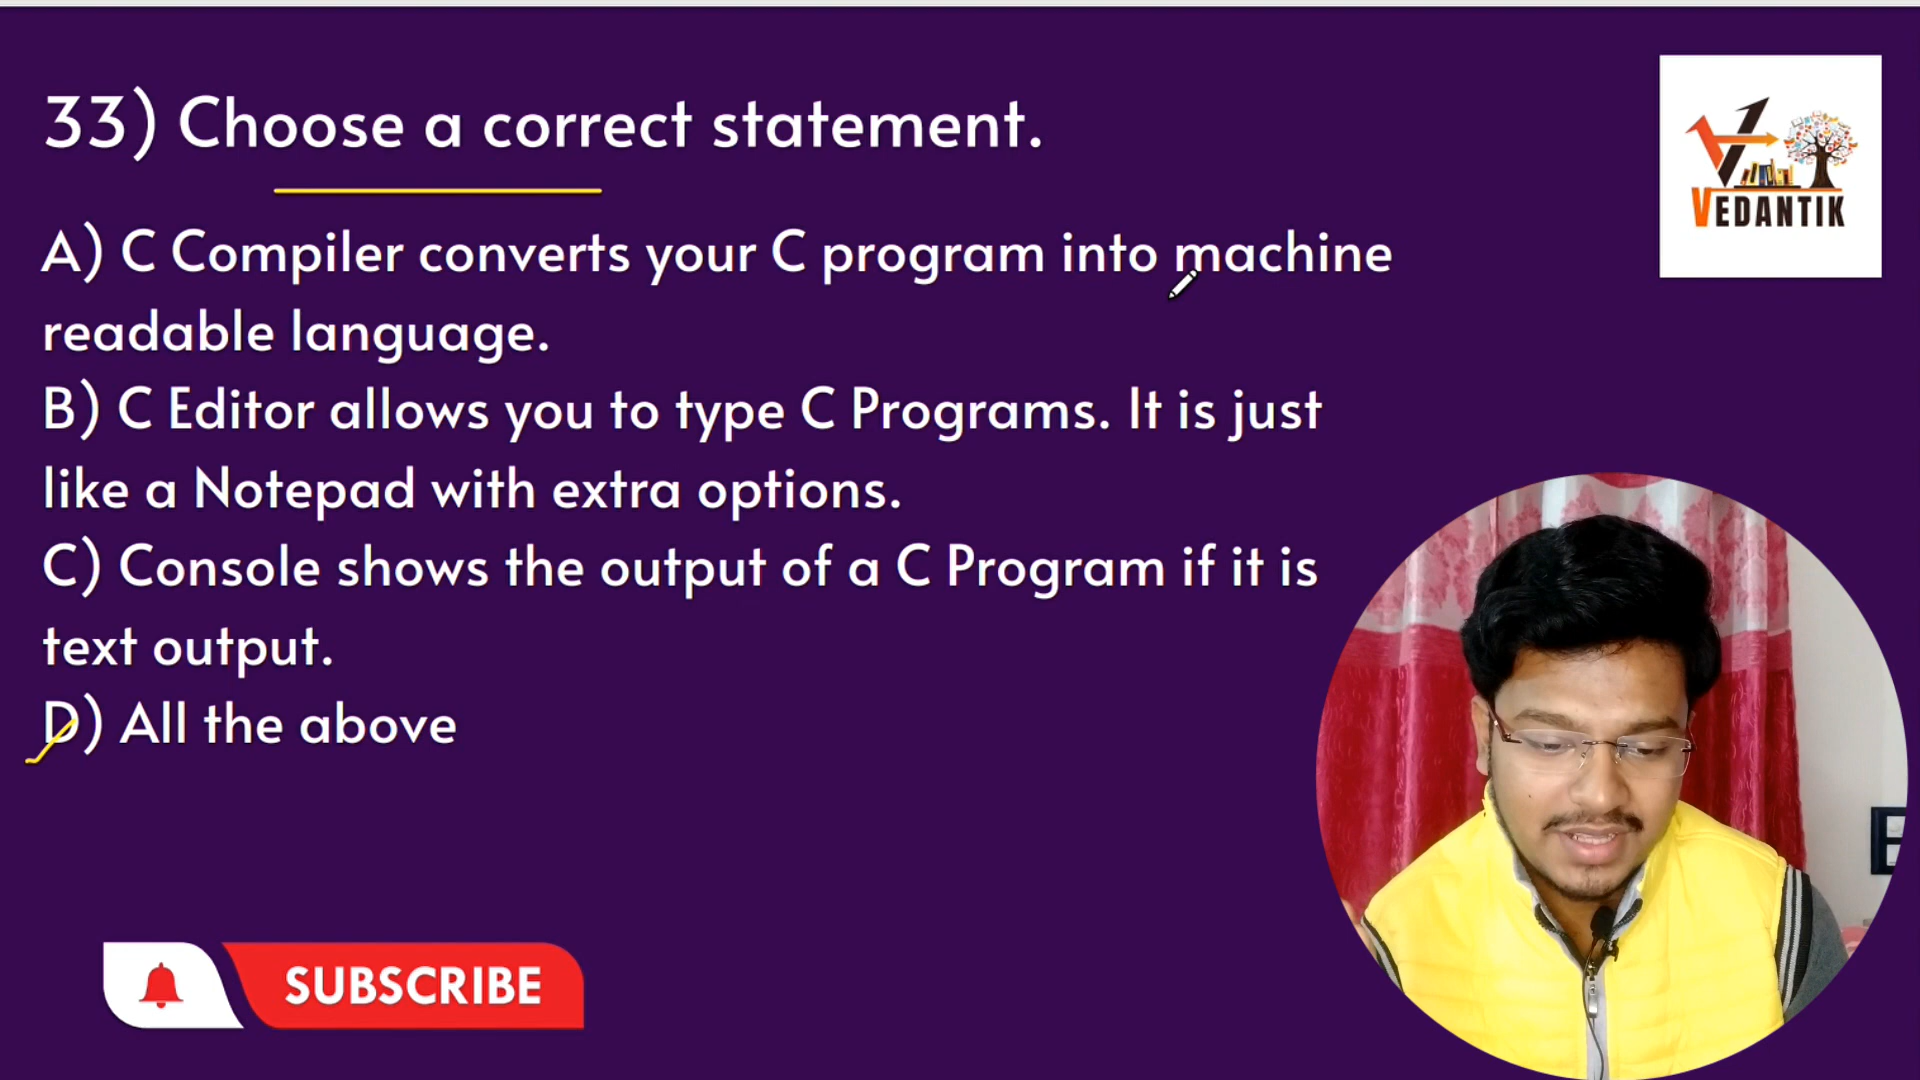 33) Choose a correct statement.
VEDANTIK
A) C Compiler converts your C program into machine
readable language.
B) C Editor allows you to type C Programs. It is just
like a Notepad with extra options.
C) Console shows the output of a C Program if it is
text output.
D) All the above
SUBSCRIBE